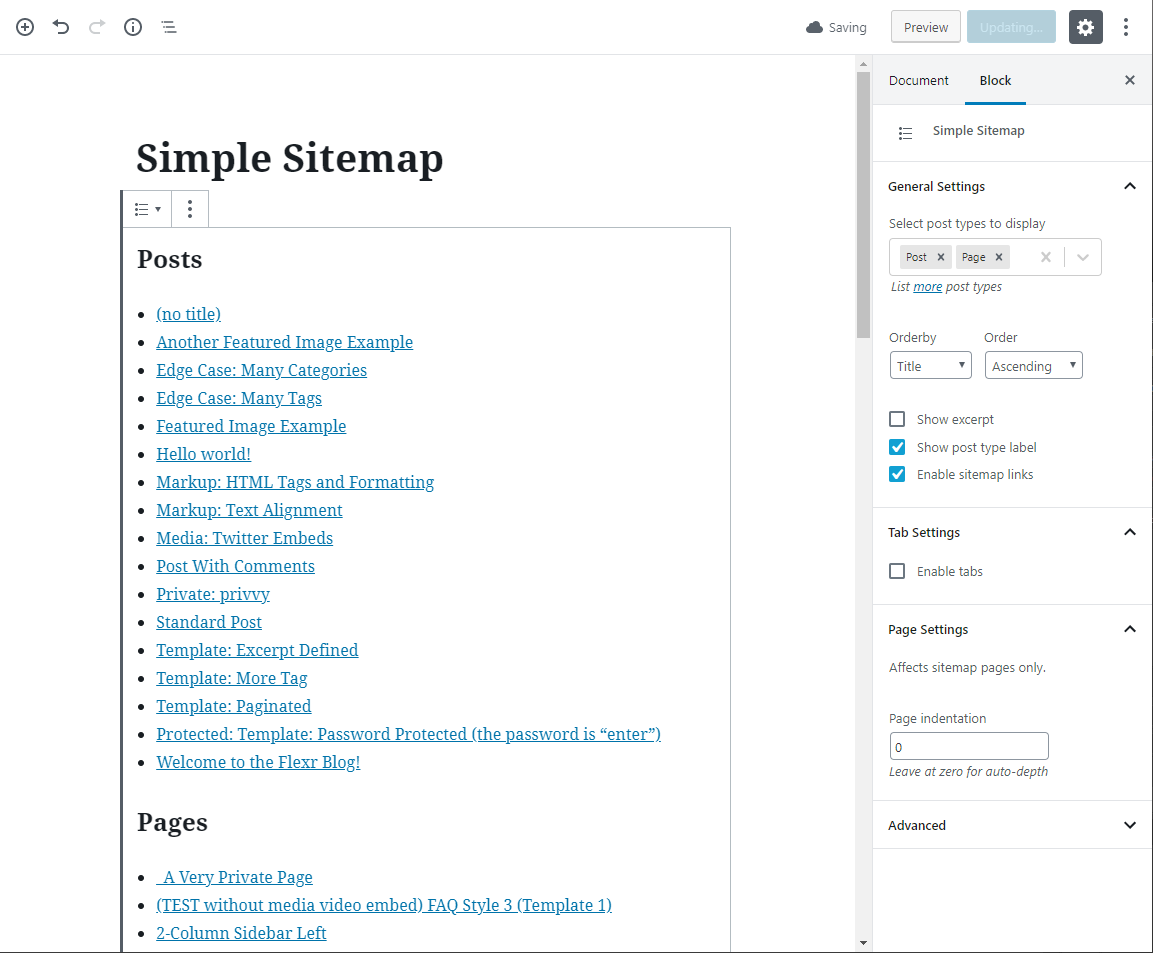 Saving
Preview
Updating...
Document
Block
Simple Sitemap
Posts
(no title)
Another Featured Image Example
Edge Case: Many Categories
Edge Case: Many Tags
Featured Image Example
Hello world!
Markup: HTML Tags and Formatting
Markup: Text Alignment
Media: Twitter Embeds
Post With Comments
Private: privvy
Standard Post
Template: Excerpt Defined
Template: More Tag
Template: Paginated
Protected: Template: Password Protected (the password is “enter”)
Welcome to the Flexr Blog!
Pages
_A Very Private Page
(TEST without media video embed) FAQ Style 3 (Template 1)
2-Column Sidebar Left
Simple Sitemap
General Settings
Select post types to display
Post
Page
List more post types
Orderby
Order
Title
Ascending
Show excerpt
Show post type label
Enable sitemap links
Tab Settings
Enable tabs
Page Settings
Affects sitemap pages only.
Page indentation
0
Leave at zero for auto-depth
Advanced